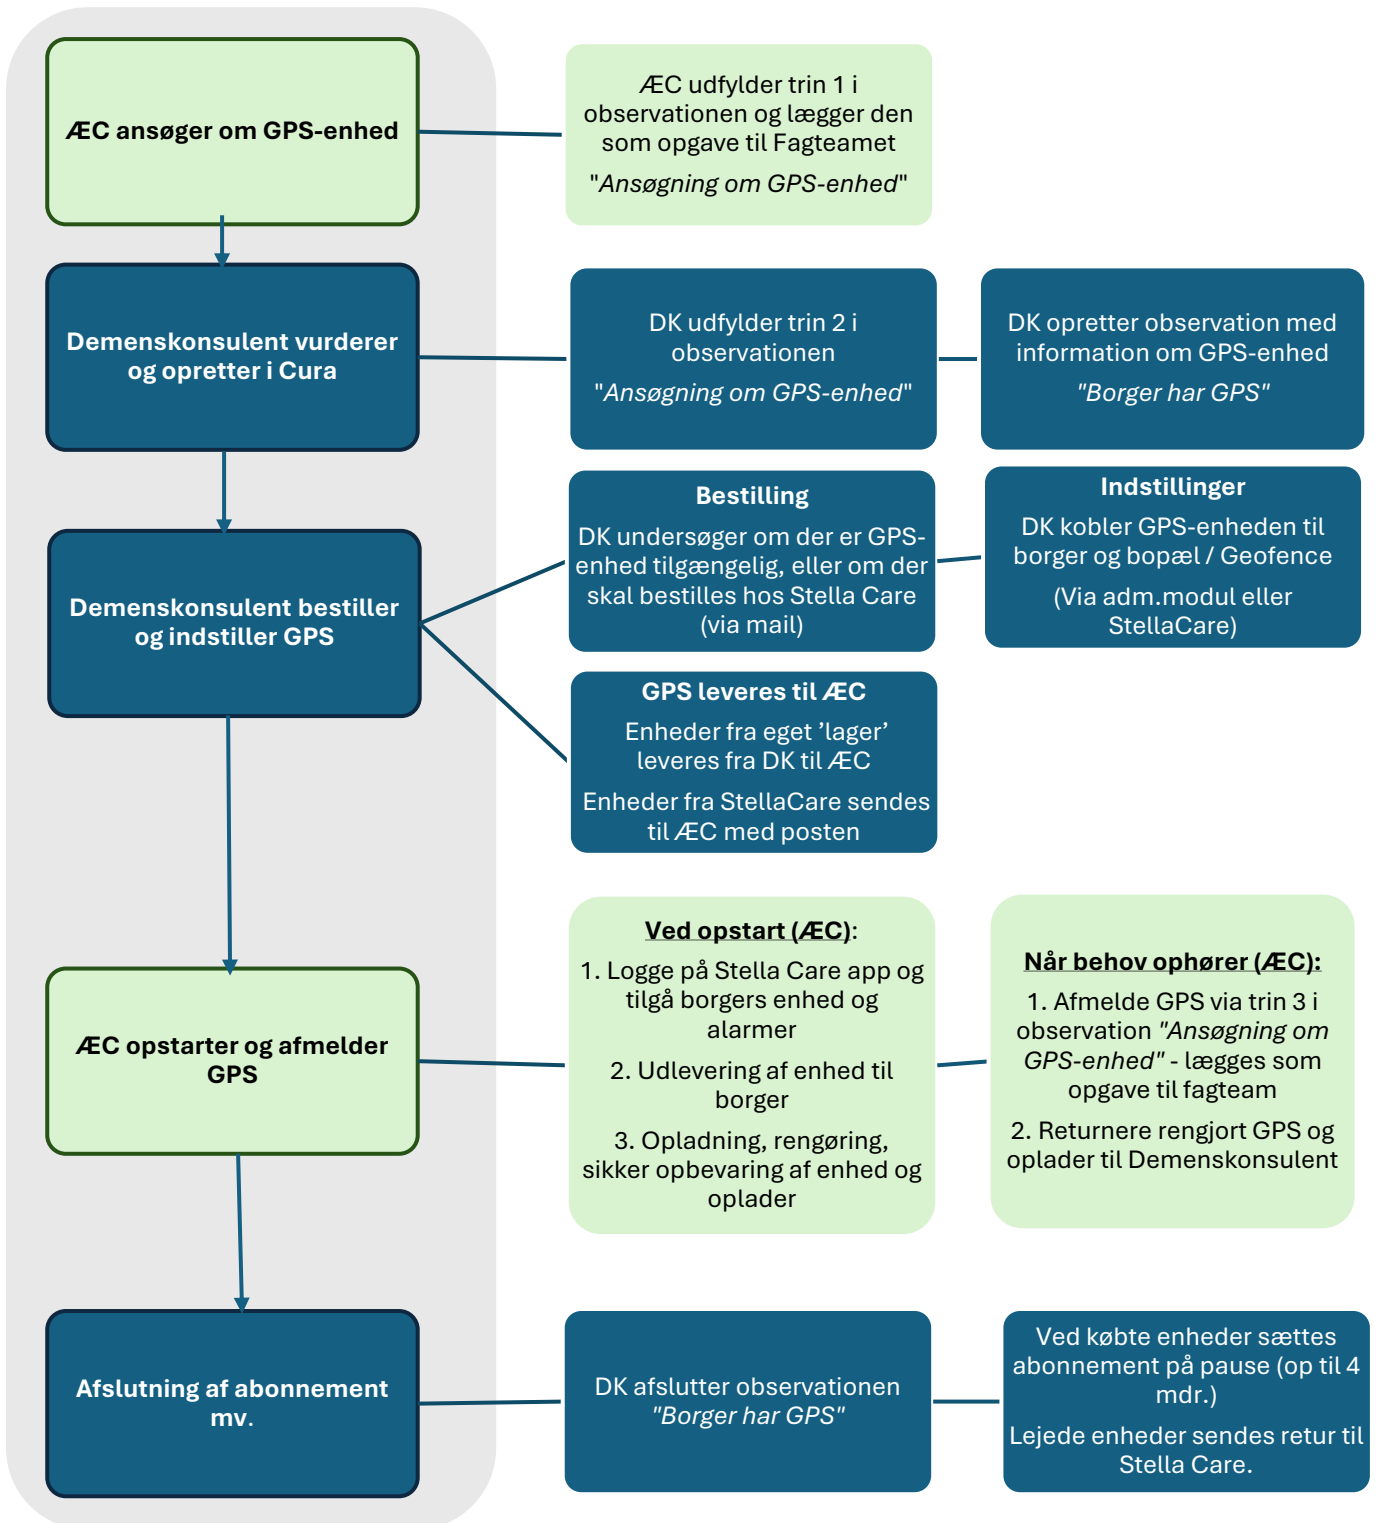 ÆC ansøger om GPS-enhed
ÆC udfylder trin 1 i
observationen og lægger den
som opgave til Fagteamet
"Ansøgning om GPS-enhed"
Demenskonsulent vurderer
og opretter i Cura
DK udfylder trin 2 i
observationen
"Ansøgning om GPS-enhed"
DK opretter observation med
information om GPS-enhed
"Borger har GPS"
Demenskonsulent bestiller
og indstiller GPS
Bestilling
DK undersøger om der er GPS-
enhed tilgængelig, eller om der
skal bestilles hos Stella Care
(via mail)
Indstillinger
DK kobler GPS-enheden til
borger og bopæl / Geofence
(Via adm.modul eller
StellaCare)
GPS leveres til ÆC
Enheder fra eget ’lager’
leveres fra DK til ÆC
Enheder fra StellaCare sendes
til ÆC med posten
ÆC opstarter og afmelder
GPS
Ved opstart (ÆC):
1. Logge på Stella Care app og
tilgå borgers enhed og
alarmer
2. Udlevering af enhed til
borger
3. Opladning, rengøring,
sikker opbevaring af enhed og
oplader
Når behov ophører (ÆC):
1. Afmelde GPS via trin 3 i
observation "Ansøgning om
GPS-enhed" - lægges som
opgave til fagteam
2. Returnere rengjort GPS og
oplader til Demenskonsulent
Afslutning af abonnement
mv.
DK afslutter observationen
"Borger har GPS"
Ved købte enheder sættes
abonnement på pause (op til 4
mdr.)
Lejede enheder sendes retur til
Stella Care.